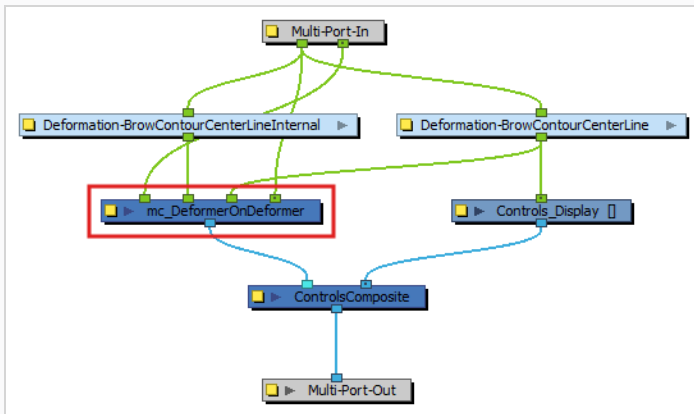 Multi-Port-In
Deformation-BrowContourCenterLineInternal
Deformation-BrowContourCenterLine
mc_DeformerOnDeformer
Controls_Display []
ControlsComposite
Multi-Port-Out